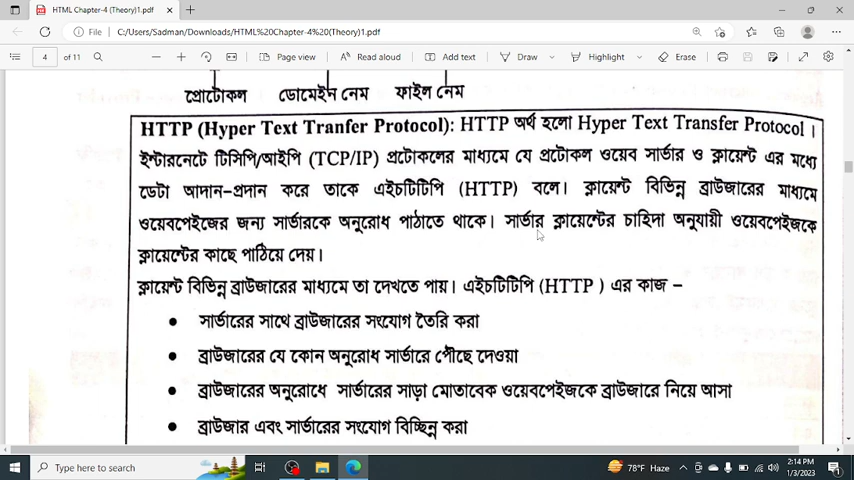 HTML Chapter-4 (Theory)1.pdf
File C:/Users/Sadman/Downloads/HTML%20Chapter-4%20(Theory)1.pdf
4 of 11 Page view Read aloud Add text Draw Highlight Erase
প্রোটোকল ডোমেইন নেম ফাইল নেম
HTTP (Hyper Text Tranfer Protocol): HTTP অর্থ হলো Hyper Text Transfer Protocol ।
ইন্টারনেটে টিসিপি/আইপি (TCP/IP) প্রটোকলের মাধ্যমে যে প্রটোকল ওয়েব সার্ভার ও ক্লায়েন্ট এর মধ্যে
ডেটা আদান-প্রদান করে তাকে এইচটিটিপি (HTTP) বলে। ক্লায়েন্ট বিভিন্ন ব্রাউজারের মাধ্যমে
ওয়েবপেইজের জন্য সার্ভারকে অনুরোধ পাঠাতে থাকে। সার্ভার ক্লায়েন্টের চাহিদা অনুযায়ী ওয়েবপেইজকে
ক্লায়েন্টের কাছে পাঠিয়ে দেয়।
ক্লায়েন্ট বিভিন্ন ব্রাউজারের মাধ্যমে তা দেখতে পায়। এইচটিটিপি (HTTP ) এর কাজ –
• সার্ভারের সাথে ব্রাউজারের সংযোগ তৈরি করা
• ব্রাউজারের যে কোন অনুরোধ সার্ভারে পৌছে দেওয়া
• ব্রাউজারের অনুরোধে সার্ভারের সাড়া মোতাবেক ওয়েবপেইজকে ব্রাউজারে নিয়ে আসা
• ব্রাউজার এবং সার্ভারের সংযোগ বিচ্ছিন্ন করা
Type here to search 78°F Haze 2:14 PM
1/3/2023